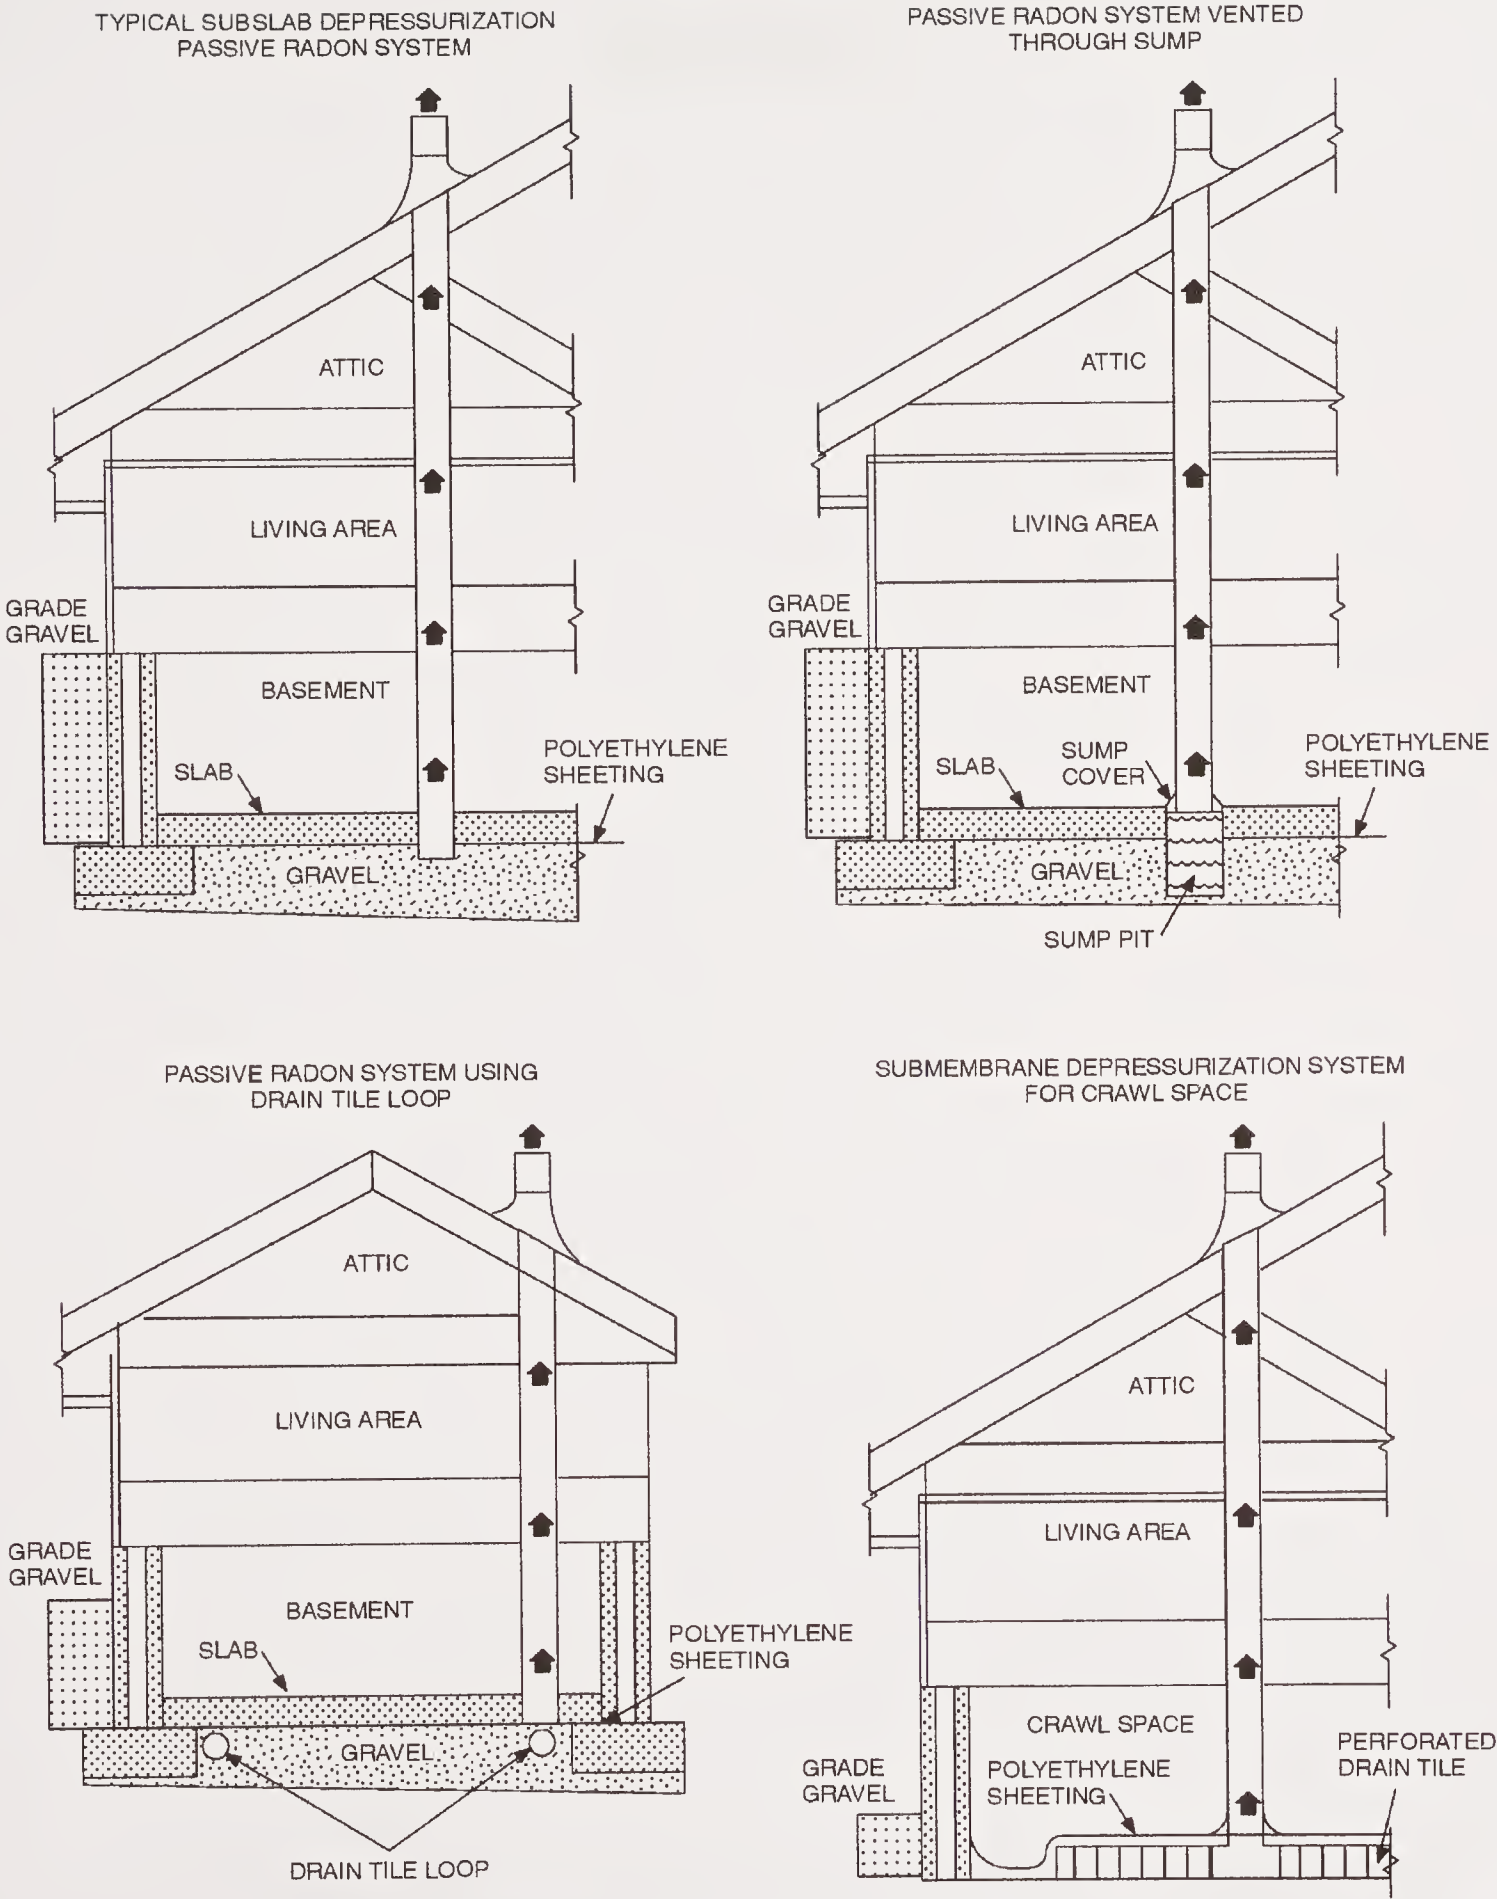 TYPICAL SUBSLAB DEPRESSURIZATION
PASSIVE RADON SYSTEM
ATTIC
LIVING AREA
GRADE
GRAVEL
BASEMENT
POLYETHYLENE
SHEETING
SLAB
GRAVEL
PASSIVE RADON SYSTEM VENTED
THROUGH SUMP
ATTIC
LIVING AREA
GRADE
GRAVEL
BASEMENT
SUMP
COVER
POLYETHYLENE
SHEETING
SLAB
GRAVEL
SUMP PIT
PASSIVE RADON SYSTEM USING
DRAIN TILE LOOP
ATTIC
LIVING AREA
GRADE
GRAVEL
BASEMENT
SLAB
POLYETHYLENE
SHEETING
GRAVEL
DRAIN TILE LOOP
SUBMEMBRANE DEPRESSURIZATION SYSTEM
FOR CRAWL SPACE
ATTIC
LIVING AREA
CRAWL SPACE
GRADE
GRAVEL
POLYETHYLENE
SHEETING
PERFORATED
DRAIN TILE